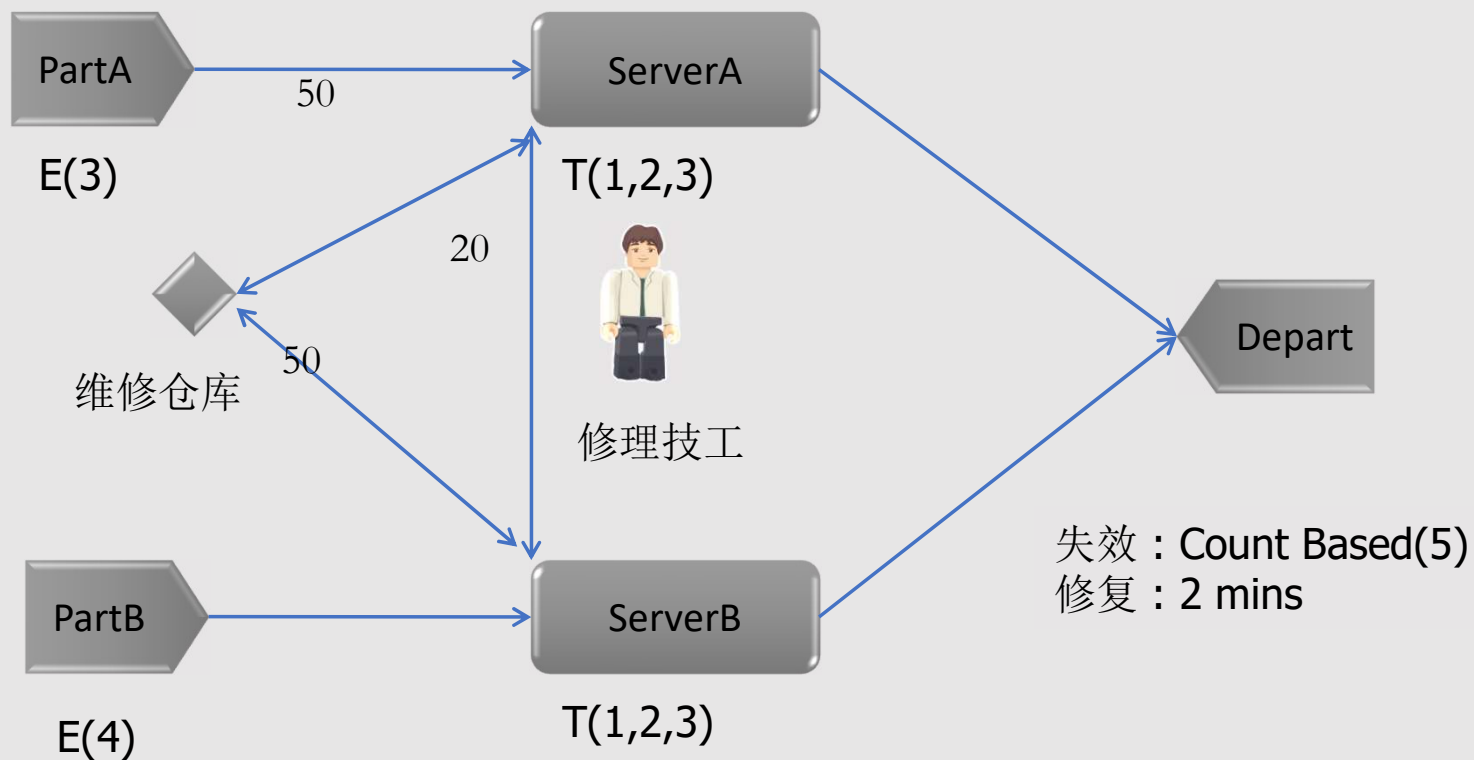 PartA
50
ServerA
E(3)
T(1,2,3)
20
Depart
50
维修仓库
修理技工
失效：Count Based(5)
修复：2 mins
PartB
ServerB
E(4)
T(1,2,3)